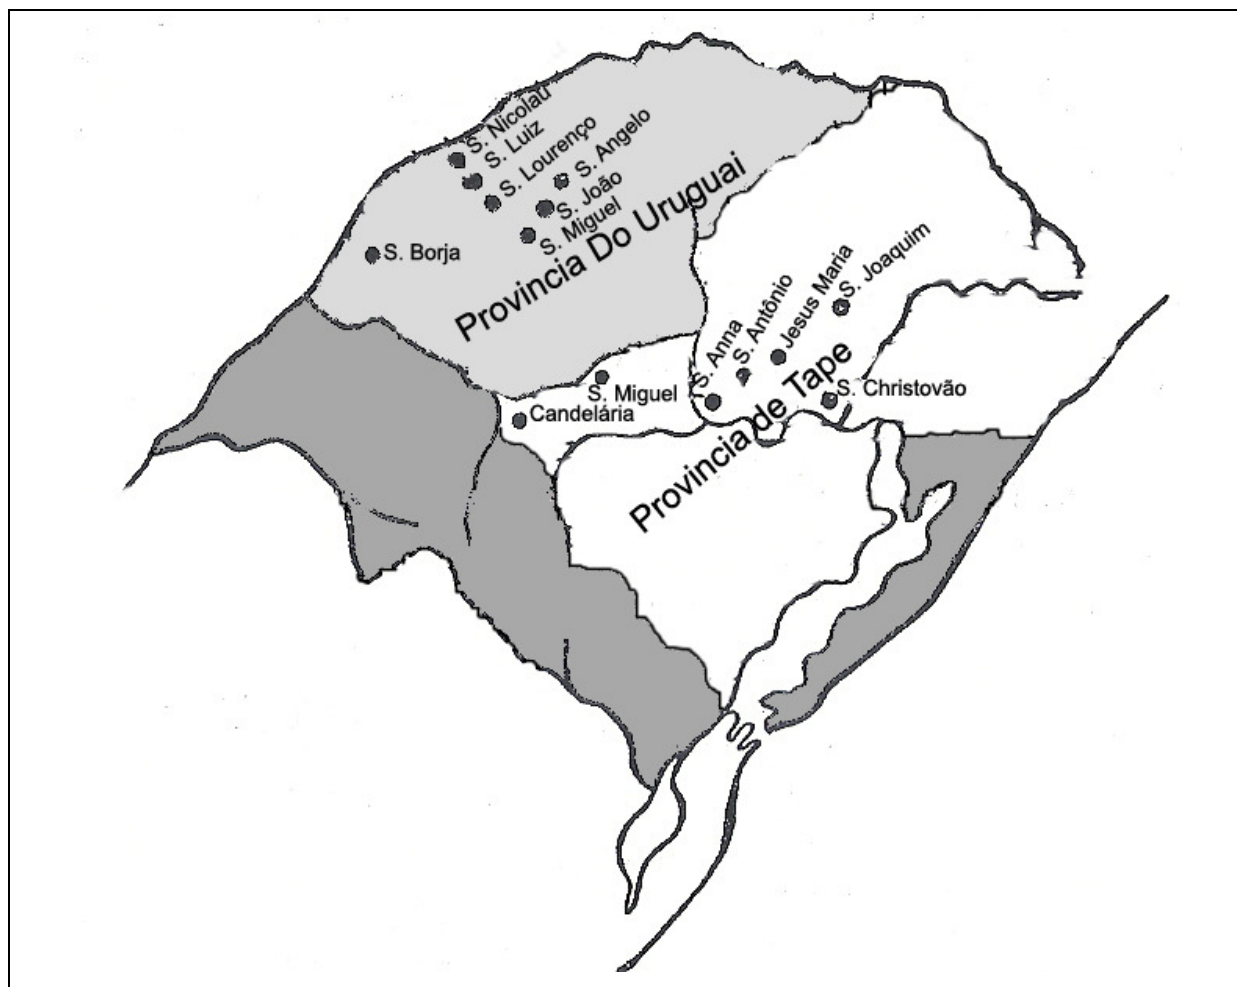 S. Nicolau
S. Luiz
S. Lourenço
S. Angelo
S. João
S. Miguel
S. Borja
Provincia Do Uruguai
S. Joaquim
Jesus Maria
S. Antônio
S. Anna
S. Miguel
S. Christovão
Candelária
Provincia de Tape